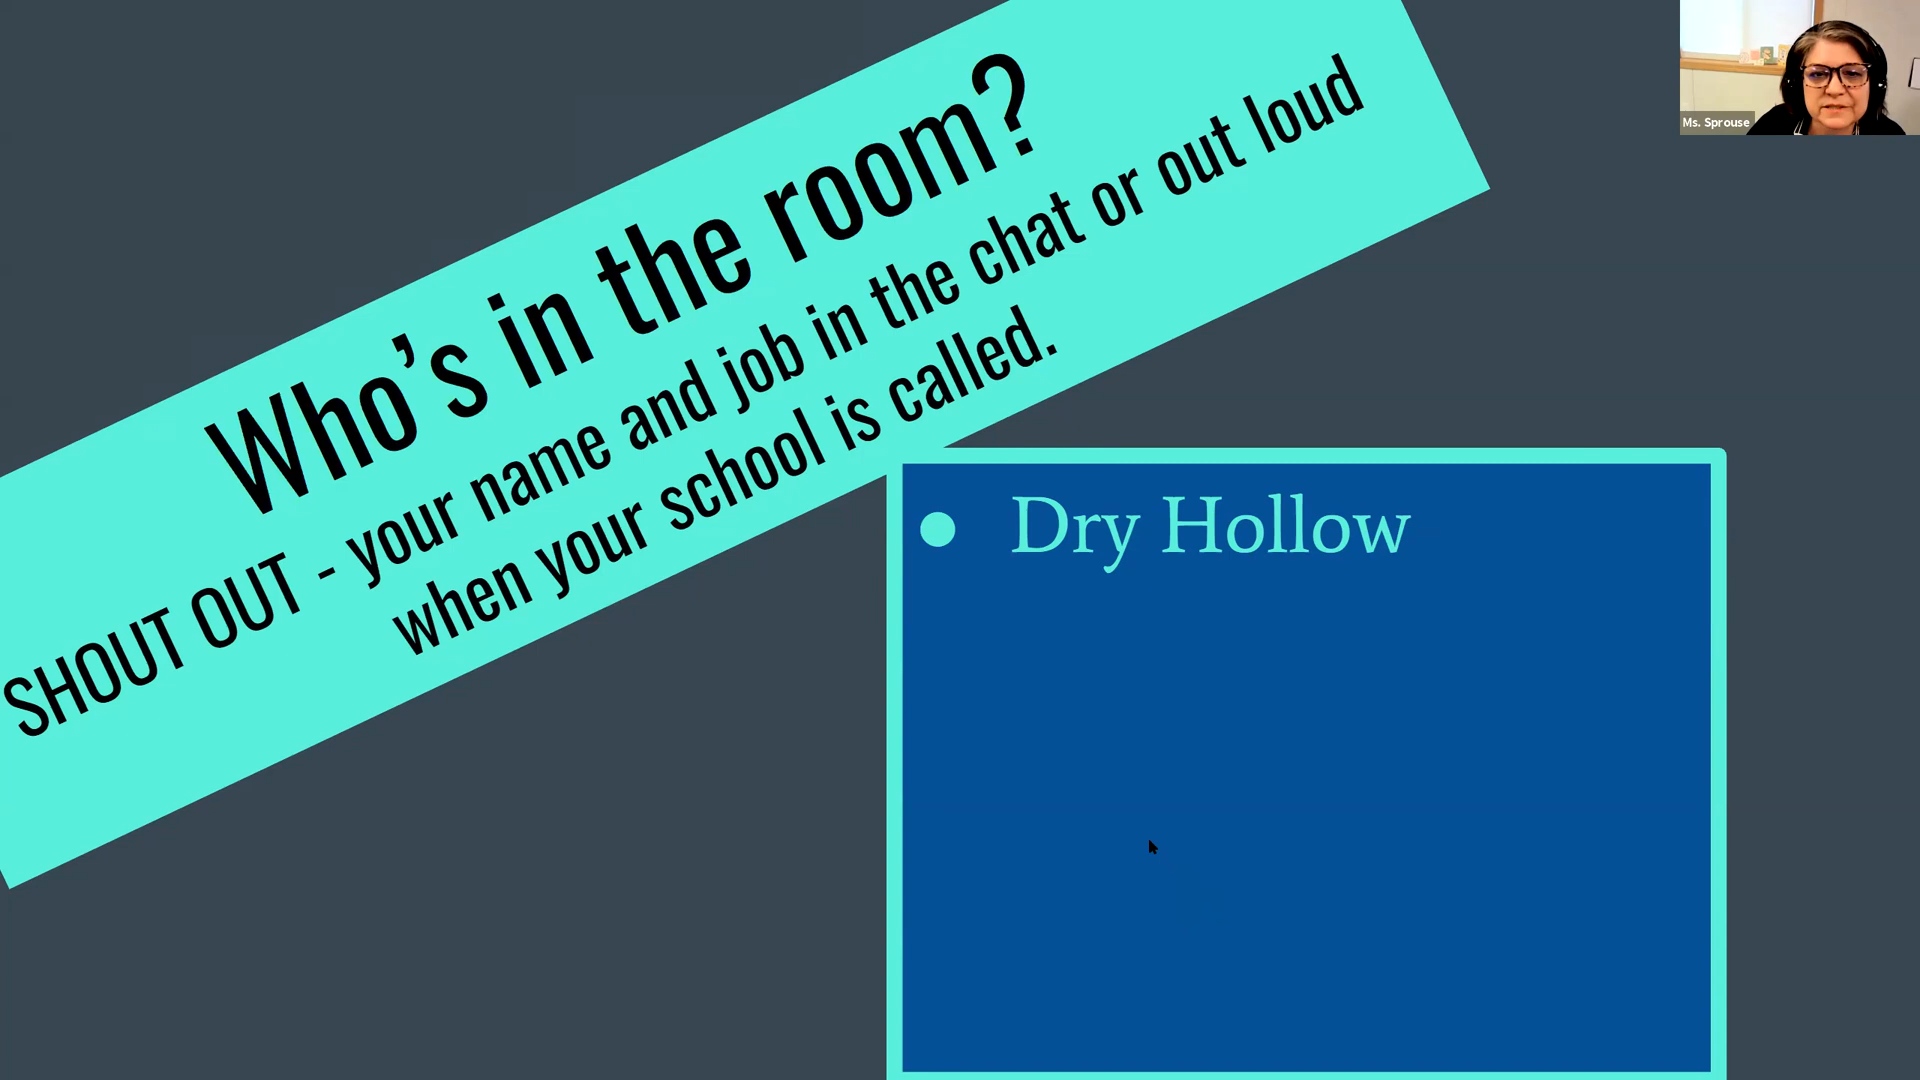 Who’s in the room?
SHOUT OUT - your name and job in the chat or out loud
when your school is called.
● Dry Hollow
Ms. Sprouse